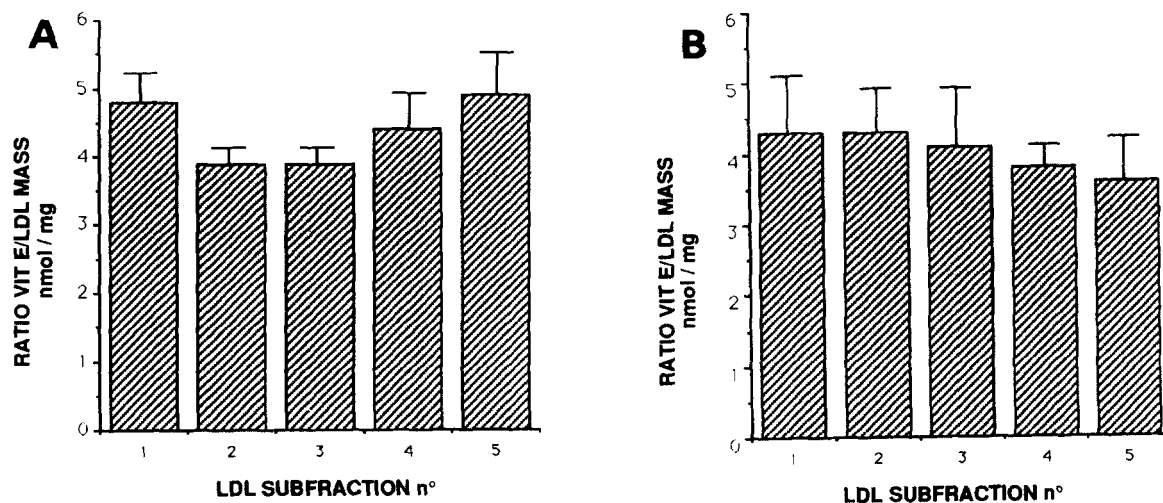 A
RATIO VIT E/LDL MASS
nmol / mg
6
5
4
3
2
1
0
1 2 3 4 5
LDL SUBFRACTION n°
B
RATIO VIT E/LDL MASS
nmol / mg
6
5
4
3
2
1
0
1 2 3 4 5
LDL SUBFRACTION n°